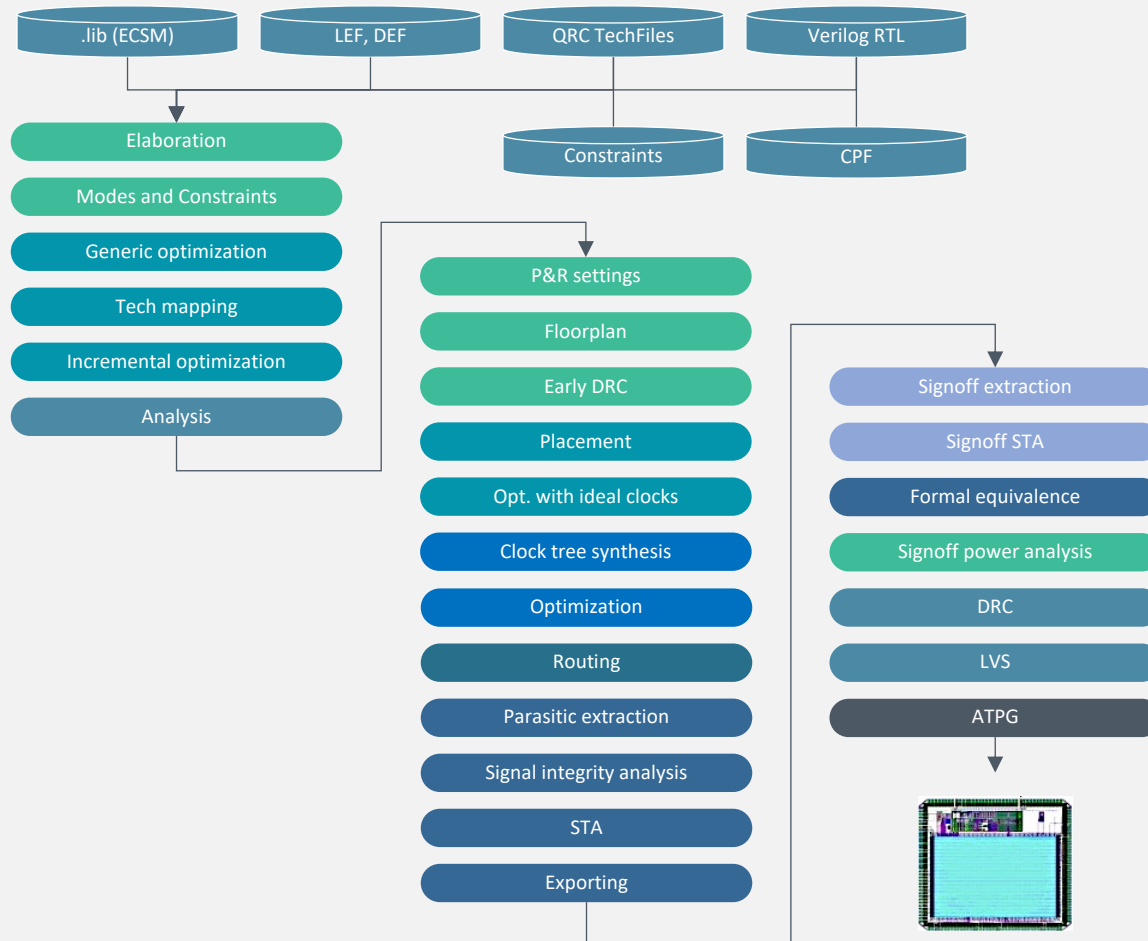 .lib (ECSM)
LEF, DEF
QRC TechFiles
Verilog RTL
Constraints
CPF
Elaboration
Modes and Constraints
Generic optimization
Tech mapping
Incremental optimization
Analysis
P&R settings
Floorplan
Early DRC
Placement
Opt. with ideal clocks
Clock tree synthesis
Optimization
Routing
Parasitic extraction
Signal integrity analysis
STA
Exporting
Signoff extraction
Signoff STA
Formal equivalence
Signoff power analysis
DRC
LVS
ATPG